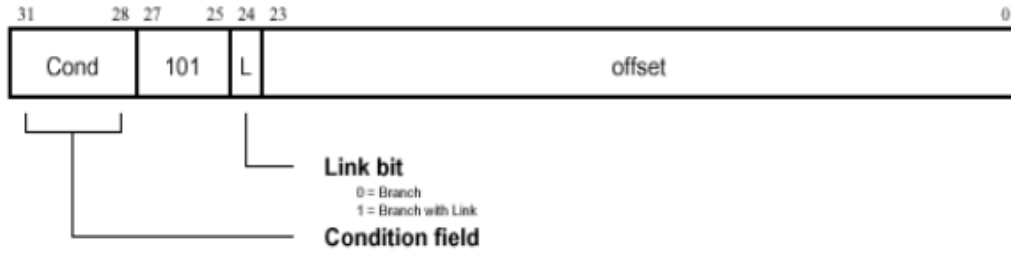 31 28 27 25 24 23 0
Cond 101 L offset
Link bit
0 = Branch
1 = Branch with Link
Condition field